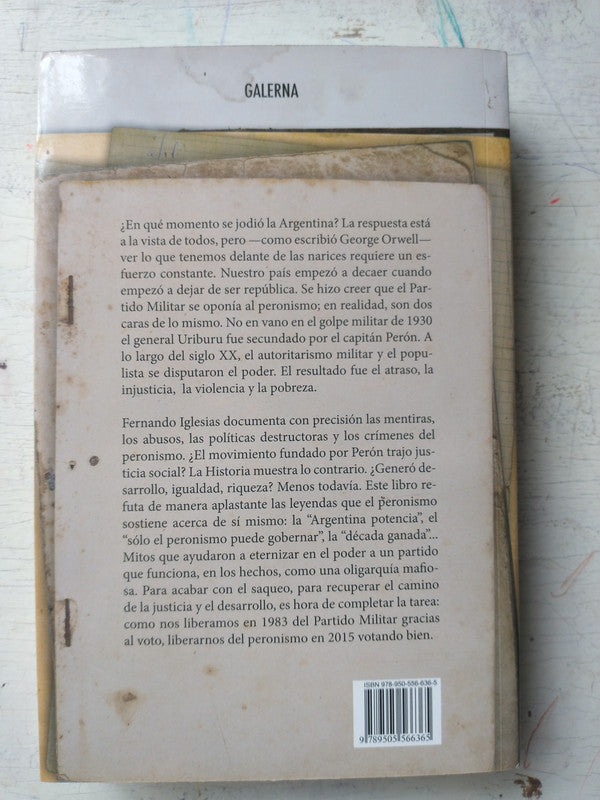 GALERNA
¿En qué momento se jodió la Argentina? La respuesta está
a la vista de todos, pero —como escribió George Orwell—
ver lo que tenemos delante de las narices requiere un es-
fuerzo constante. Nuestro país empezó a decaer cuando
empezó a dejar de ser república. Se hizo creer que el Par-
tido Militar se oponía al peronismo; en realidad, son dos
caras de lo mismo. No en vano en el golpe militar de 1930
el general Uriburu fue secundado por el capitán Perón. A
lo largo del siglo XX, el autoritarismo militar y el popu-
lista se disputaron el poder. El resultado fue el atraso, la
injusticia, la violencia y la pobreza.
Fernando Iglesias documenta con precisión las mentiras,
los abusos, las políticas destructoras y los crímenes del
peronismo. ¿El movimiento fundado por Perón trajo jus-
ticia social? La Historia muestra lo contrario. ¿Generó de-
sarrollo, igualdad, riqueza? Menos todavía. Este libro re-
futa de manera aplastante las leyendas que el peronismo
sostiene acerca de sí mismo: la “Argentina potencia”, el
“sólo el peronismo puede gobernar”, la “década ganada”...
Mitos que ayudaron a eternizar en el poder a un partido
que funciona, en los hechos, como una oligarquía mafio-
sa. Para acabar con el saqueo, para recuperar el camino
de la justicia y el desarrollo, es hora de completar la tarea:
como nos liberamos en 1983 del Partido Militar gracias
al voto, liberarnos del peronismo en 2015 votando bien.
ISBN 978-950-556-636-5
9 789505 566365